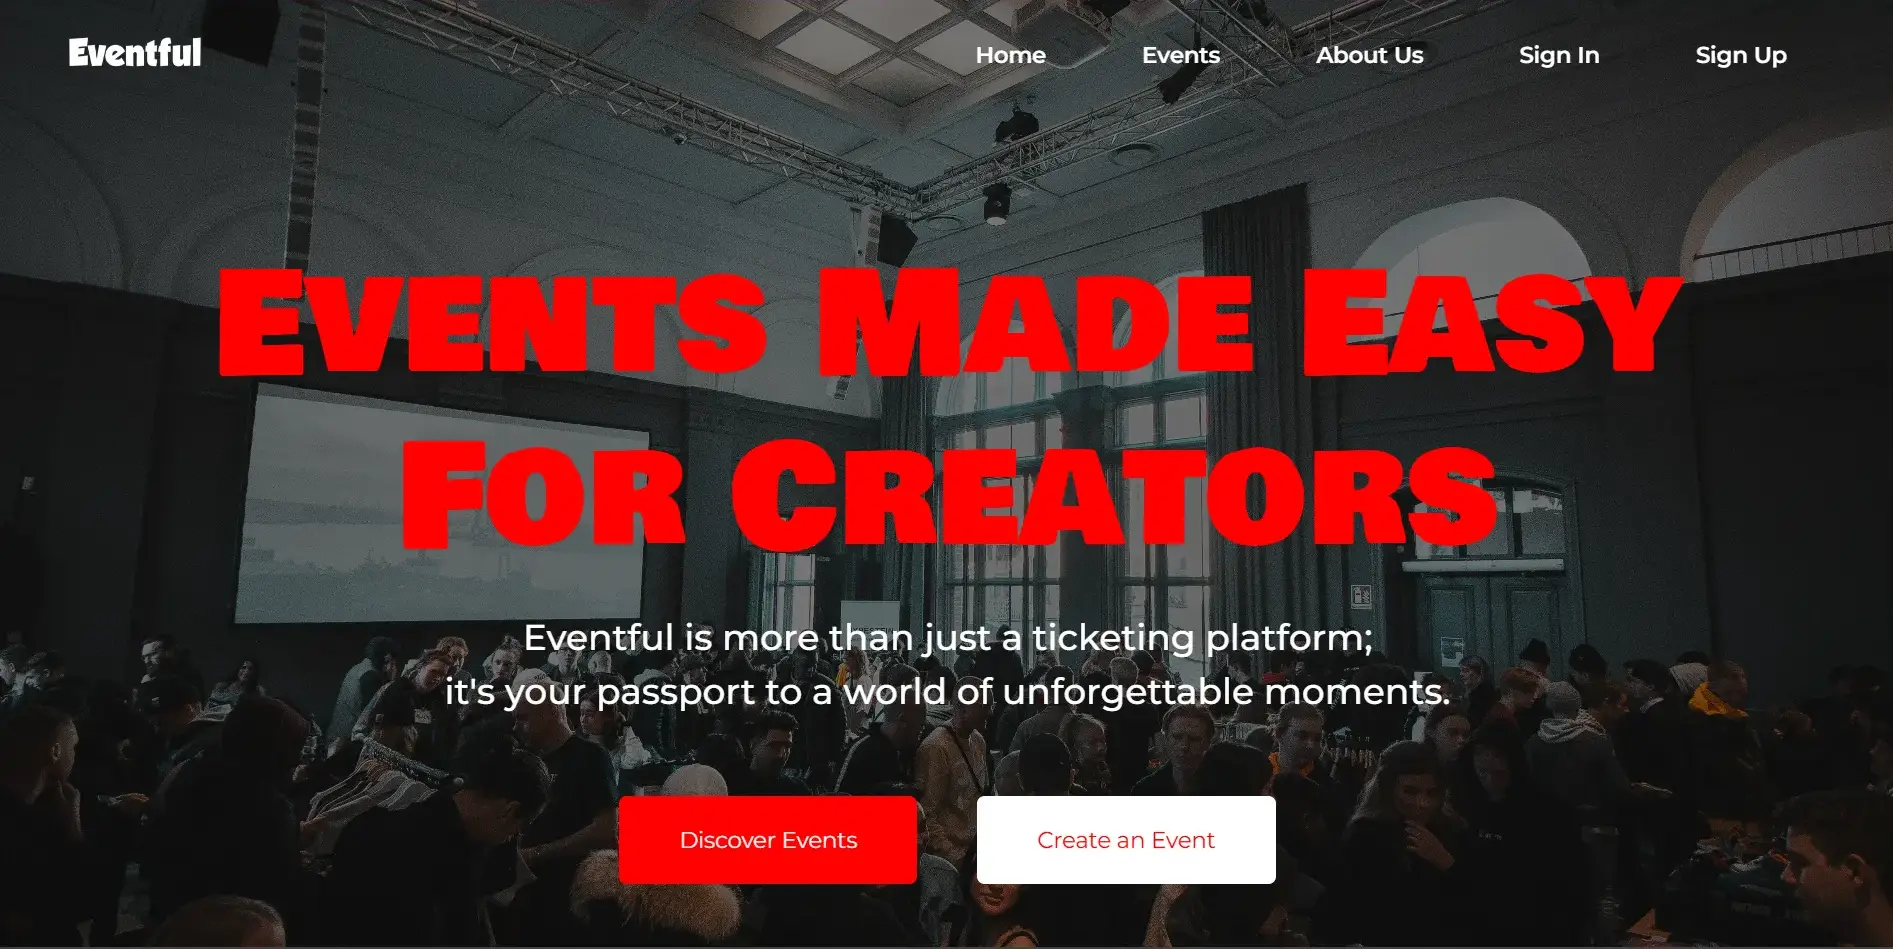 Eventful
Home Events About Us Sign In Sign Up
Events Made Easy
For Creators
Eventful is more than just a ticketing platform;
it's your passport to a world of unforgettable moments.
Discover Events Create an Event